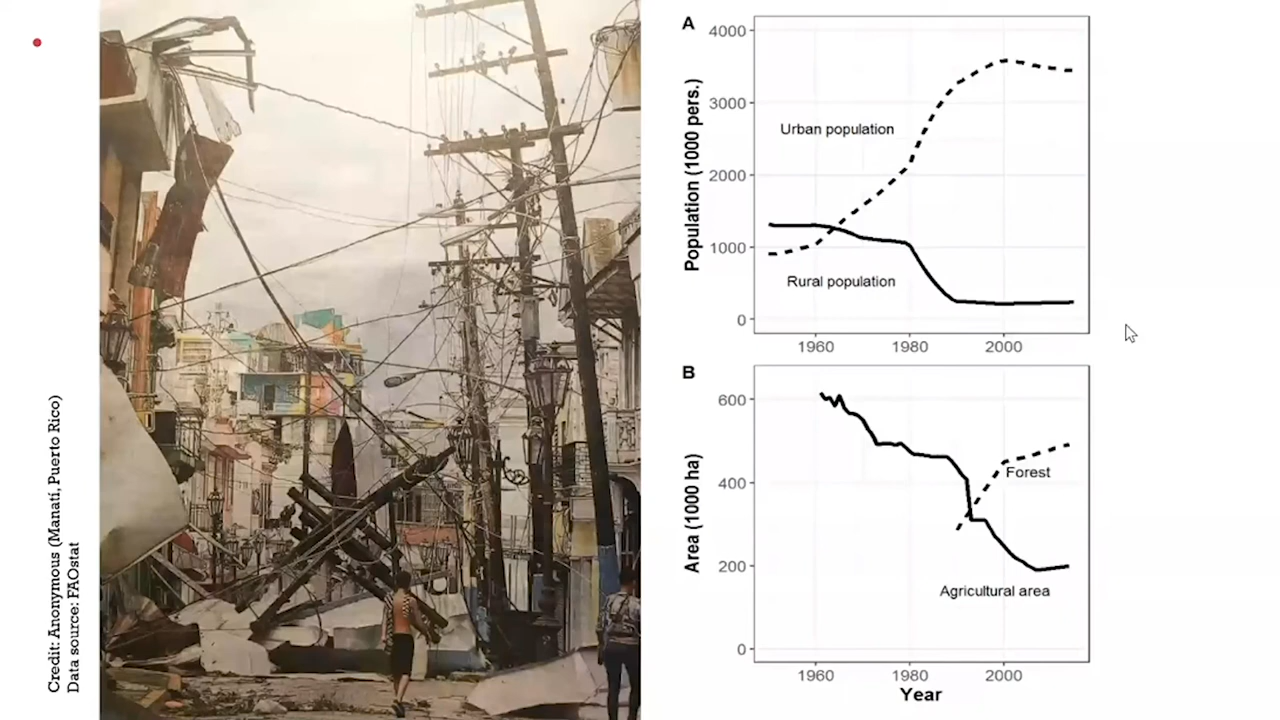 Credit: Anonymous (Manatí, Puerto Rico)
Data source: FAOstat
A
Population (1000 pers.)
4000
3000
2000
1000
0
Urban population
Rural population
1960
1980
2000
B
Area (1000 ha)
600
400
200
0
Forest
Agricultural area
1960
1980
2000
Year